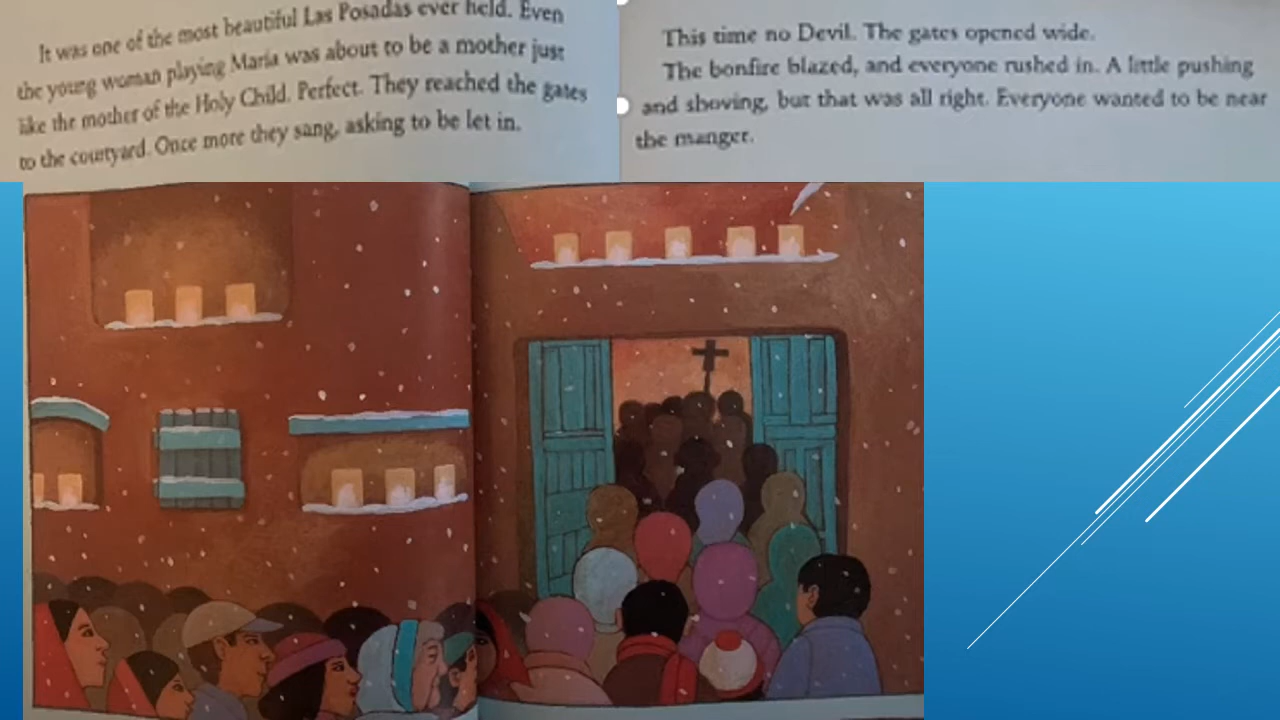 It was one of the most beautiful Las Posadas ever held. Even
the young woman playing María was about to be a mother just
like the mother of the Holy Child. Perfect. They reached the gates
to the courtyard. Once more they sang, asking to be let in.
This time no Devil. The gates opened wide.
The bonfire blazed, and everyone rushed in. A little pushing
and shoving, but that was all right. Everyone wanted to be near
the manger.